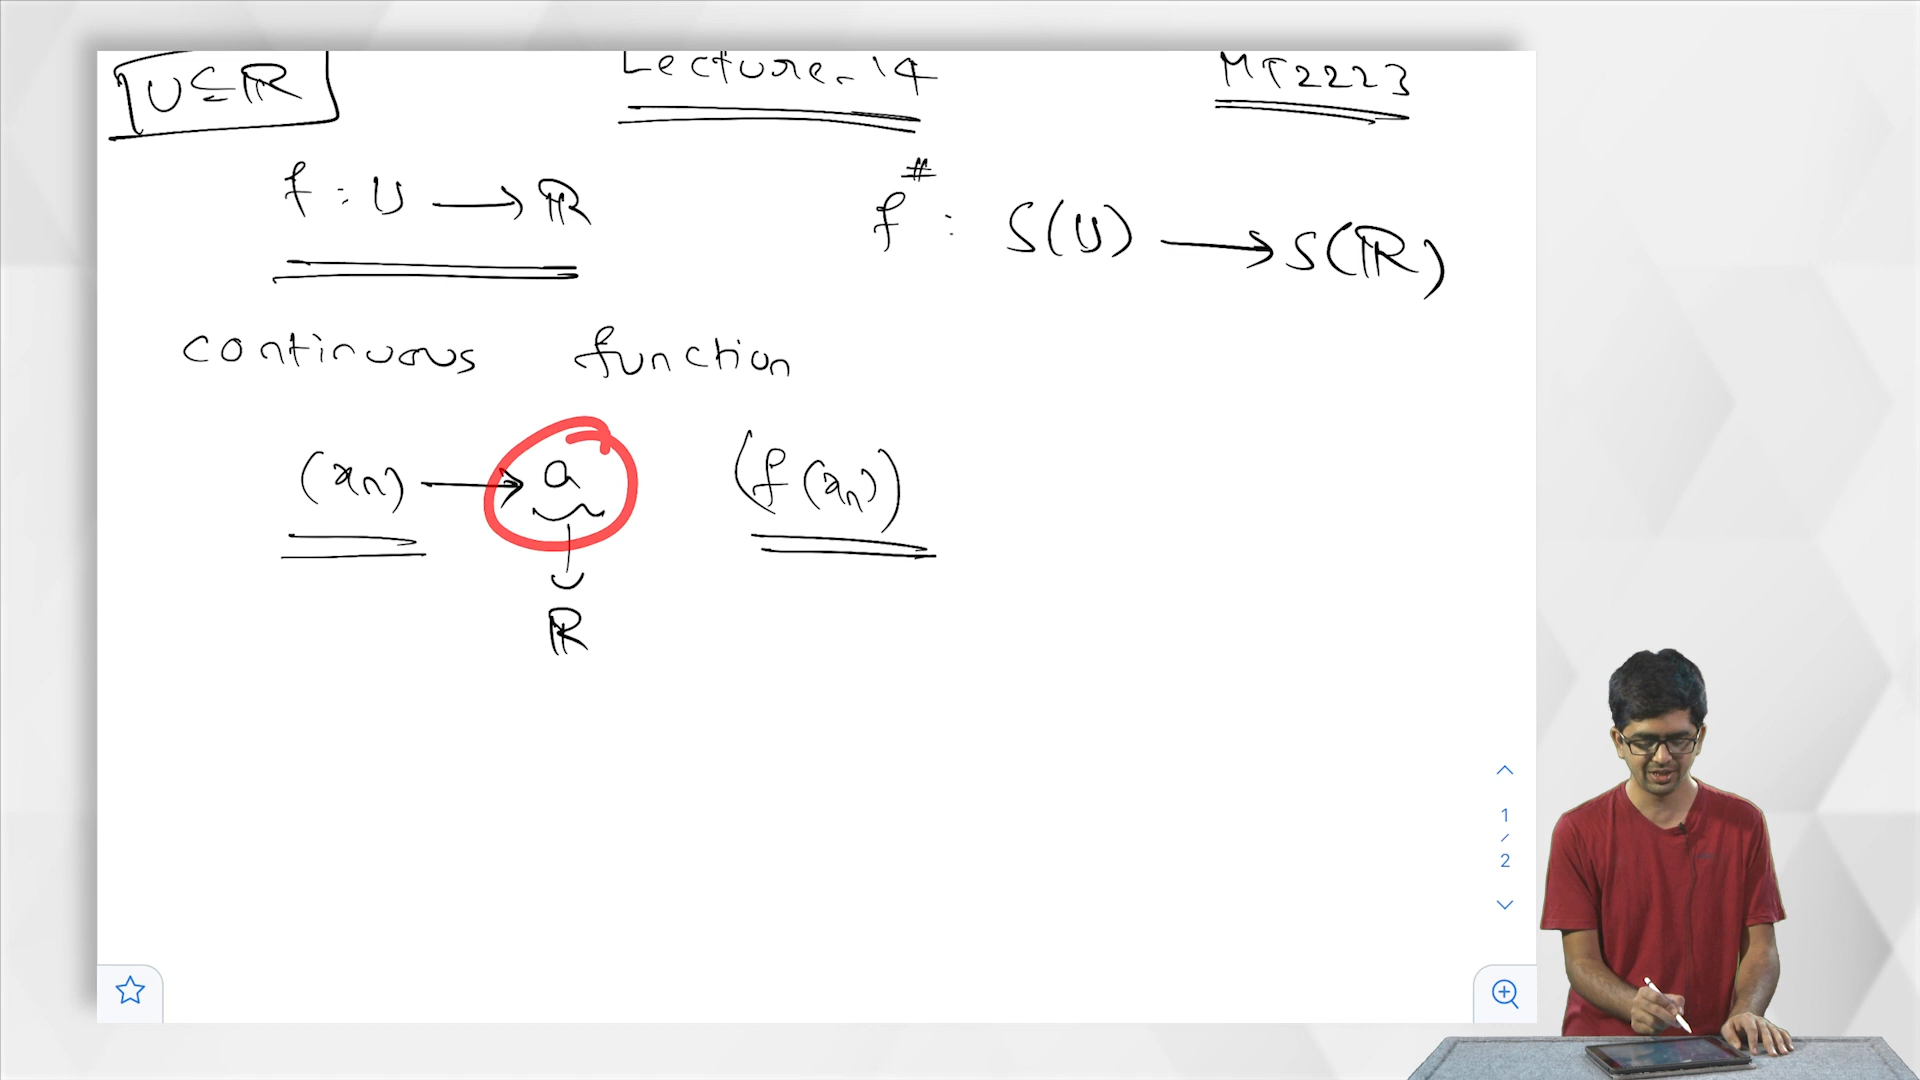 U ⊆ ℝ Lecture-14 MT2223
f : U ⟶ ℝ f^# : S(U) ⟶ S(ℝ)
continuous function
(xₙ) ⟶ a (f(xₙ))
ℝ
1
/
2